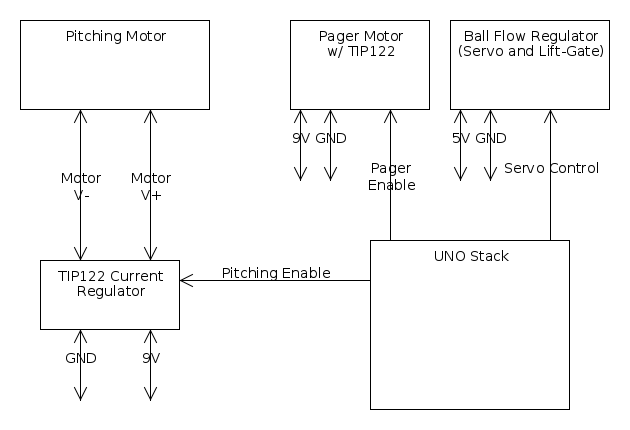 Pitching Motor
Pager Motor
w/ TIP122
Ball Flow Regulator
(Servo and Lift-Gate)
9V GND
5V GND
Motor
V-
Motor
V+
Pager
Enable
Servo Control
UNO Stack
TIP122 Current
Regulator
Pitching Enable
GND
9V